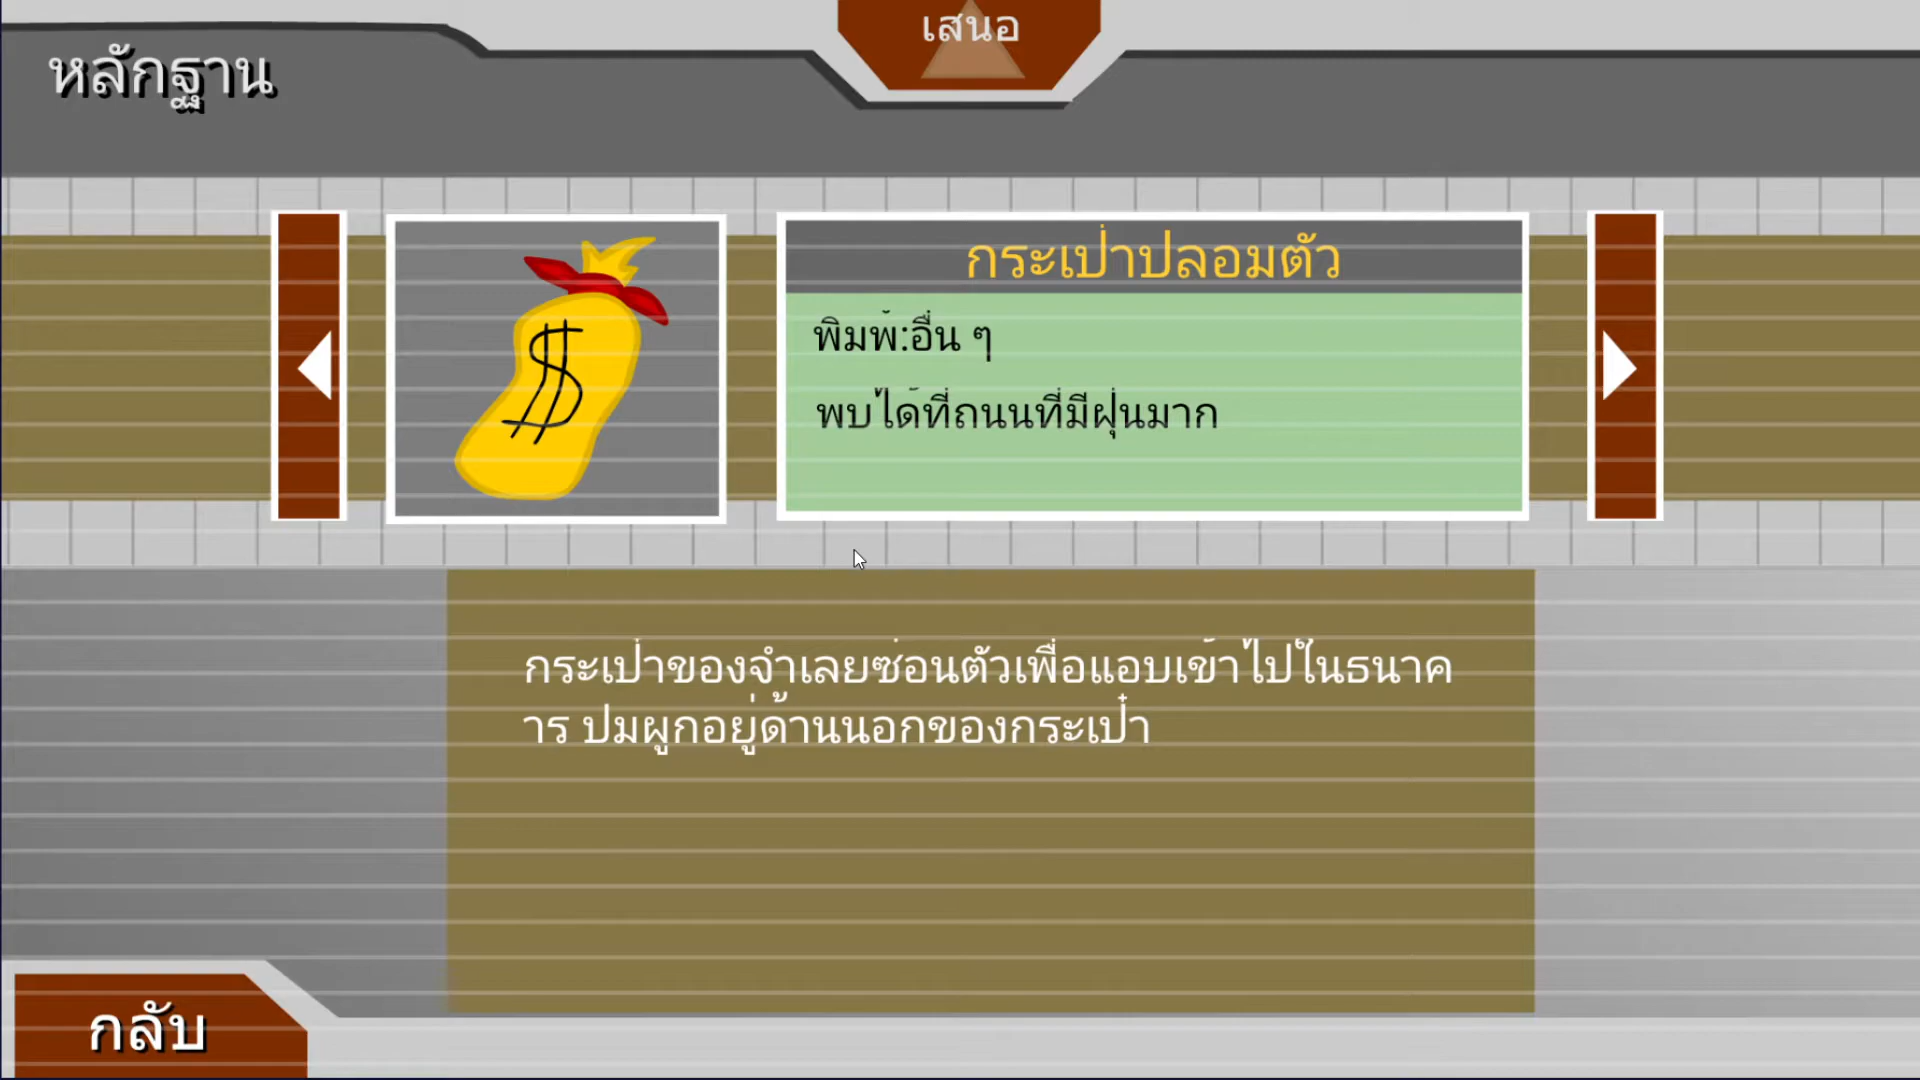 เสนอ
หลักฐาน
กระเป๋าปลอมตัว
พิมพ์:อื่น ๆ
พบได้ที่ถนนที่มีฝุ่นมาก
กระเป๋าของจำเลยซ่อนตัวเพื่อแอบเข้าไปในธนาค
าร ปมผูกอยู่ด้านนอกของกระเป๋า
กลับ